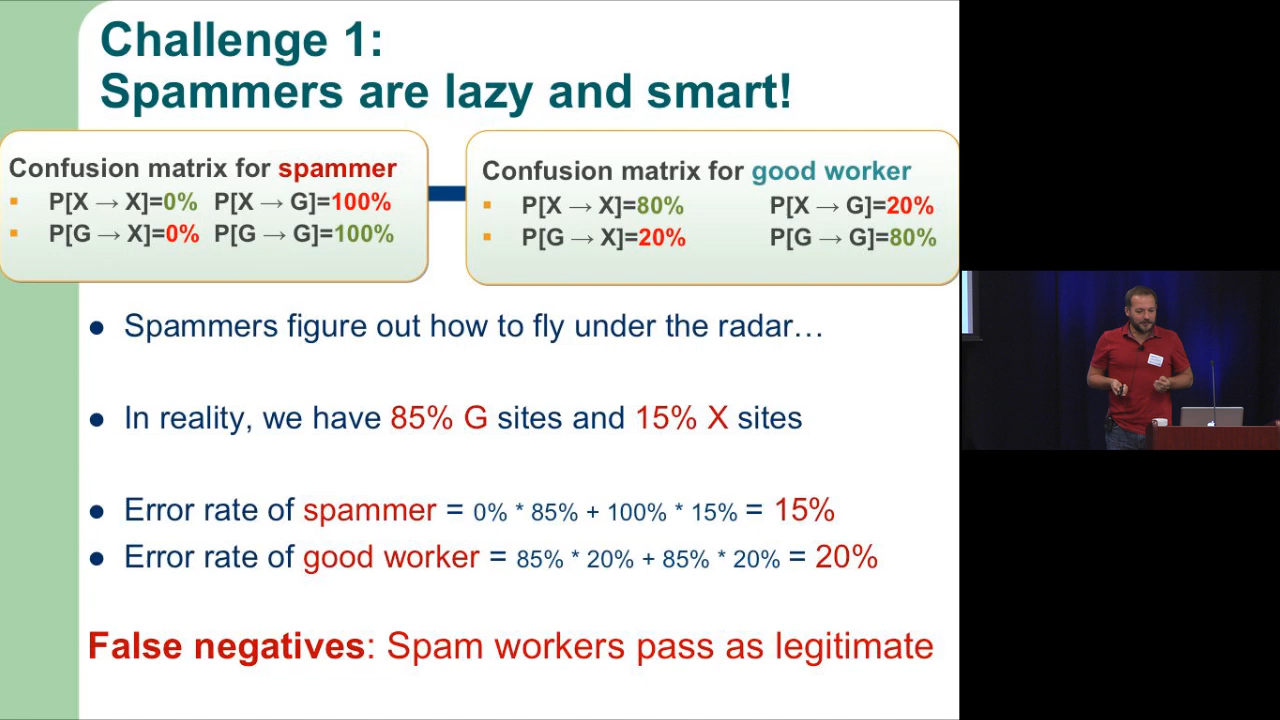 Challenge 1:
Spammers are lazy and smart!
Confusion matrix for spammer
▪ P[X → X]=0% P[X → G]=100%
▪ P[G → X]=0% P[G → G]=100%
Confusion matrix for good worker
▪ P[X → X]=80% P[X → G]=20%
▪ P[G → X]=20% P[G → G]=80%
● Spammers figure out how to fly under the radar…
● In reality, we have 85% G sites and 15% X sites
● Error rate of spammer = 0% * 85% + 100% * 15% = 15%
● Error rate of good worker = 85% * 20% + 85% * 20% = 20%
False negatives: Spam workers pass as legitimate